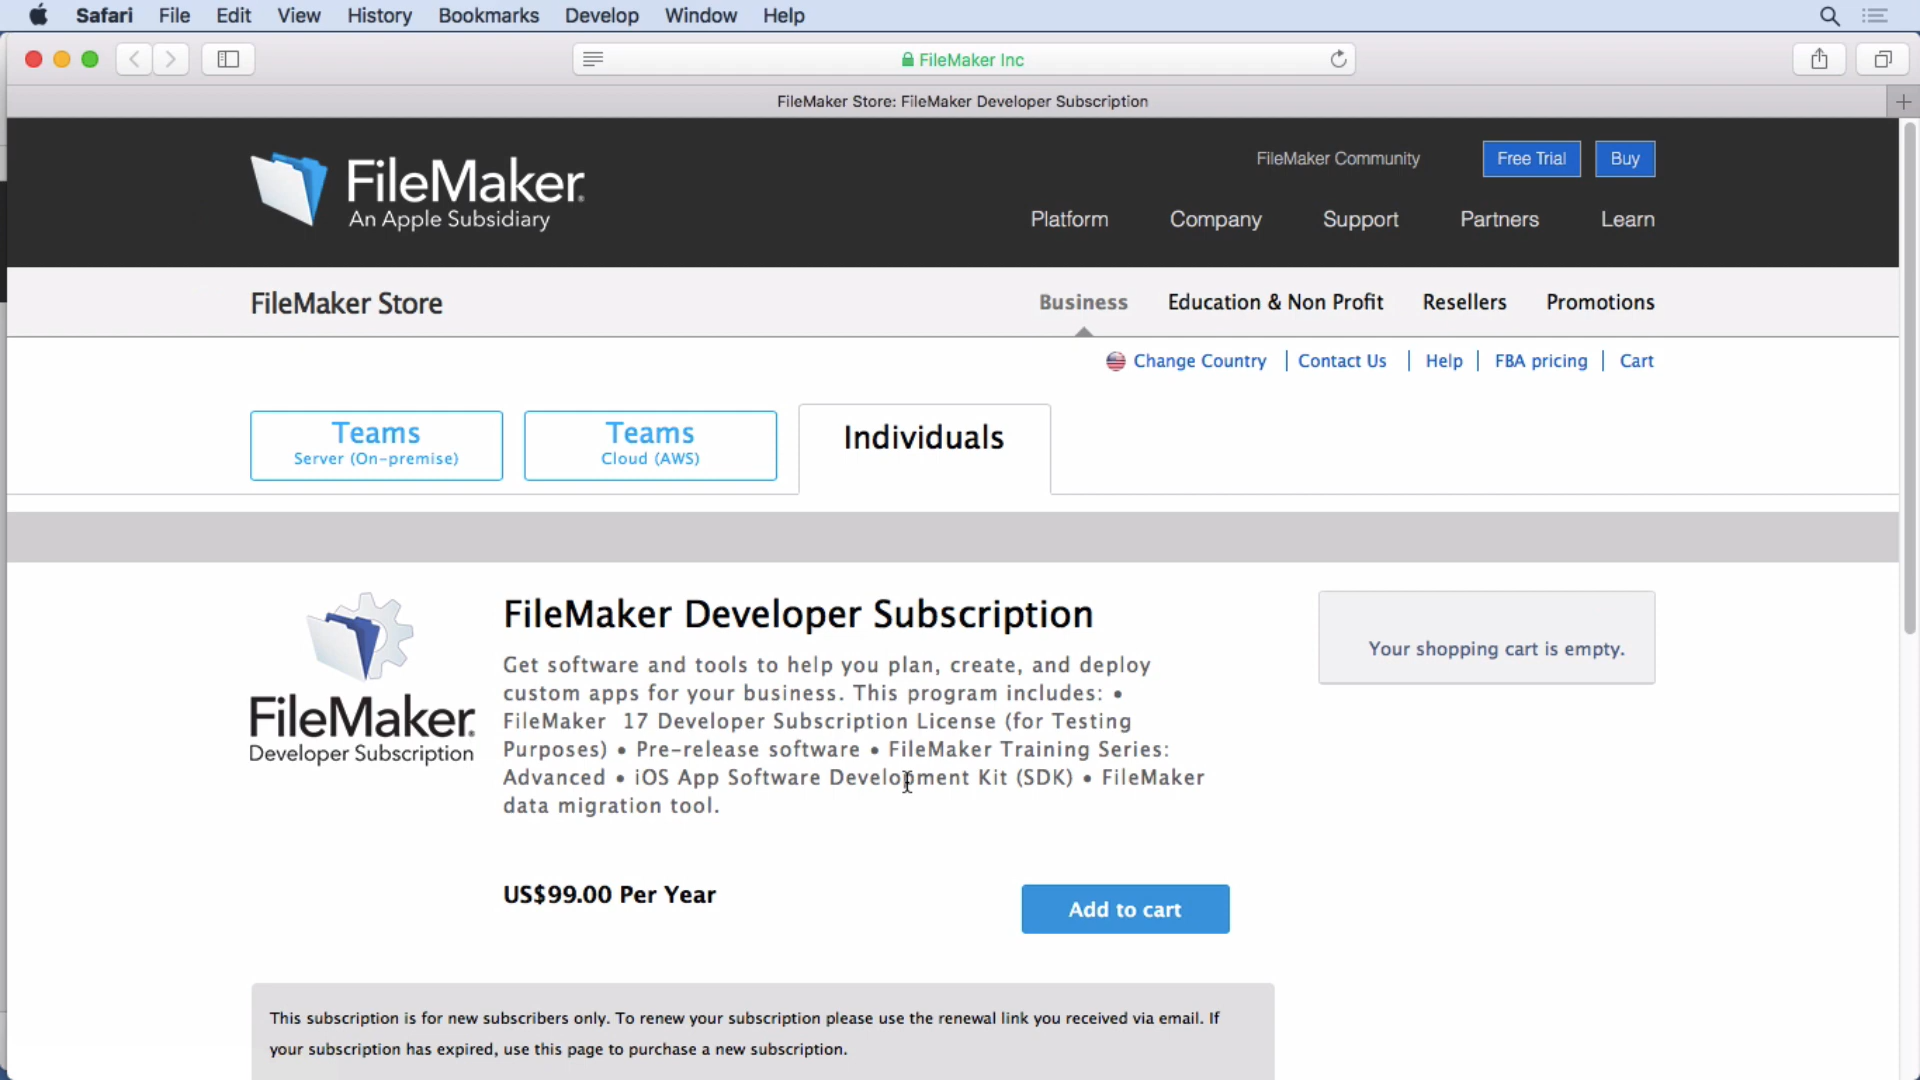 Safari File Edit View History Bookmarks Develop Window Help
FileMaker Inc
FileMaker Store: FileMaker Developer Subscription
FileMaker
An Apple Subsidiary
FileMaker Community Free Trial Buy
Platform Company Support Partners Learn
FileMaker Store
Business Education & Non Profit Resellers Promotions
Change Country | Contact Us | Help | FBA pricing | Cart
Teams
Server (On-premise)
Teams
Cloud (AWS)
Individuals
FileMaker.
Developer Subscription
FileMaker Developer Subscription
Get software and tools to help you plan, create, and deploy
custom apps for your business. This program includes: •
FileMaker 17 Developer Subscription License (for Testing
Purposes) • Pre-release software • FileMaker Training Series:
Advanced • iOS App Software Development Kit (SDK) • FileMaker
data migration tool.
US$99.00 Per Year
Add to cart
Your shopping cart is empty.
This subscription is for new subscribers only. To renew your subscription please use the renewal link you received via email. If
your subscription has expired, use this page to purchase a new subscription.